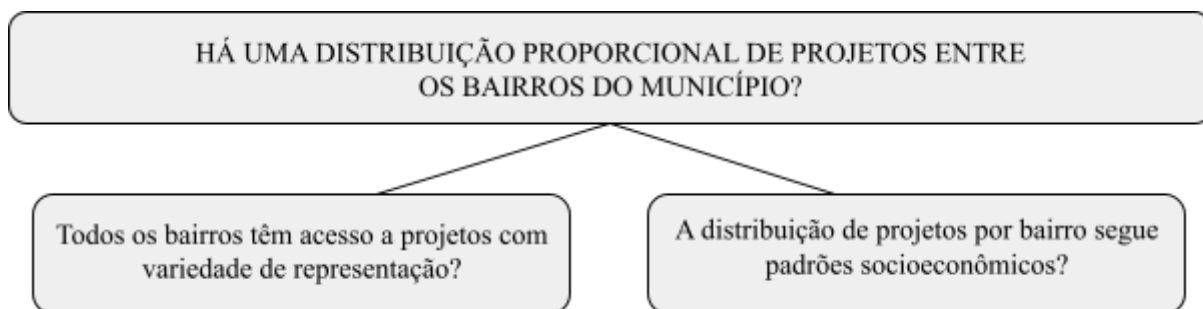 HÁ UMA DISTRIBUIÇÃO PROPORCIONAL DE PROJETOS ENTRE
OS BAIRROS DO MUNICÍPIO?
Todos os bairros têm acesso a projetos com
variedade de representação?
A distribuição de projetos por bairro segue
padrões socioeconômicos?